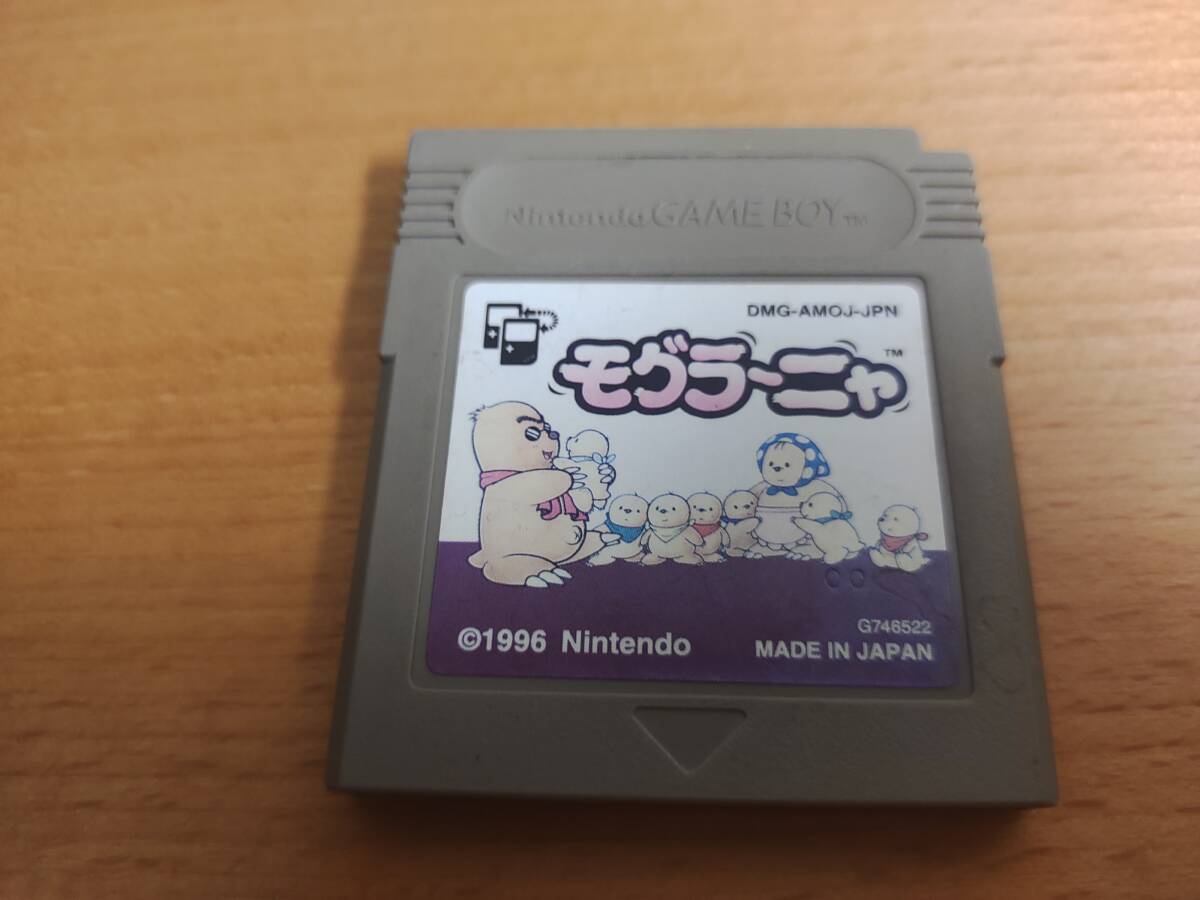 Nintendo GAME BOY™
DMG-AMOJ-JPN
モグラ～ニャ™
©1996 Nintendo
G746522
MADE IN JAPAN